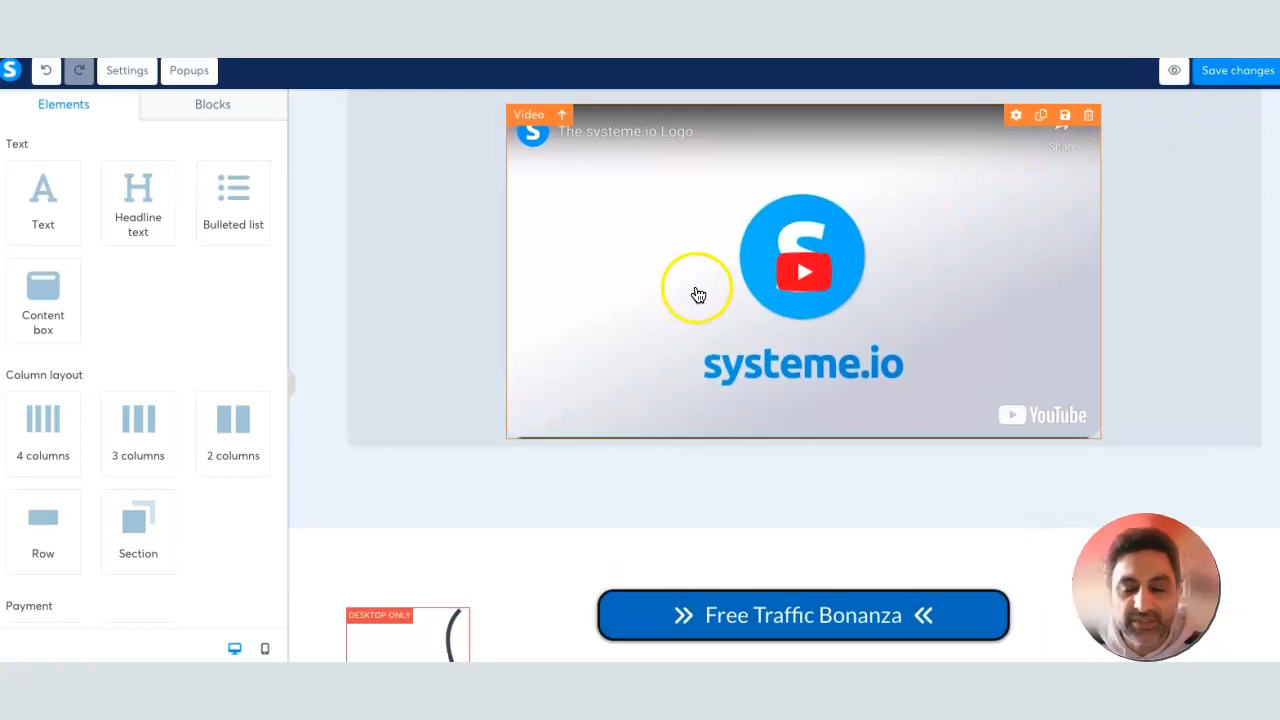 S
Settings
Popups
Save changes
Elements
Blocks
Video
S
The systeme.io Logo
Share
Text
A
Text
H
Headline
text
Bulleted list
S
systeme.io
YouTube
Content
box
Column layout
4 columns
3 columns
2 columns
Row
Section
Payment
DESKTOP ONLY
Free Traffic Bonanza